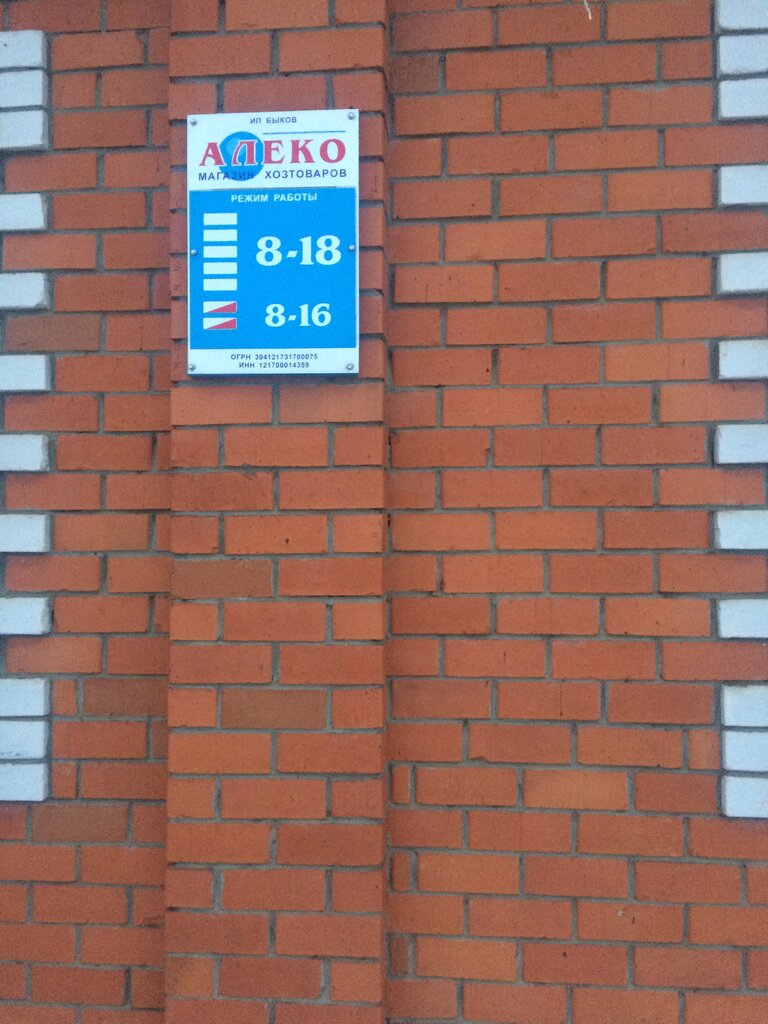 ИП БЫКОВ
АЛЕКО
МАГАЗИН ХОЗТОВАРОВ
РЕЖИМ РАБОТЫ
8-18
8-16
ОГРН 304121731700075
ИНН 121700014359